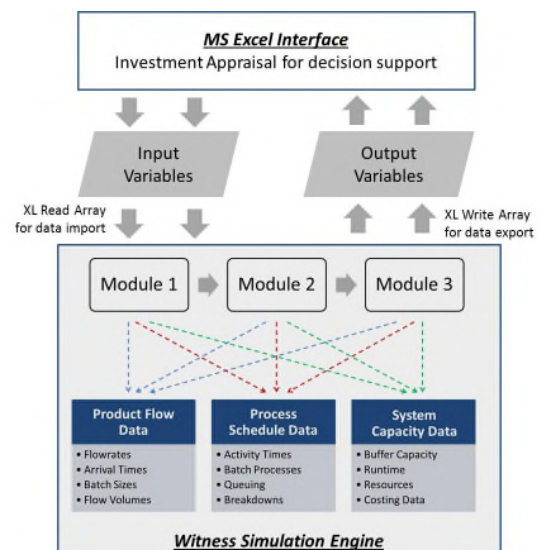 MS Excel Interface
Investment Appraisal for decision support
Input
Variables
Output
Variables
XL Read Array
for data import
XL Write Array
for data export
Module 1
Module 2
Module 3
Product Flow
Data
• Flowrates
• Arrival Times
• Batch Sizes
• Flow Volumes
Process
Schedule Data
• Activity Times
• Batch Processes
• Queuing
• Breakdowns
System
Capacity Data
• Buffer Capacity
• Runtime
• Resources
• Costing Data
Witness Simulation Engine